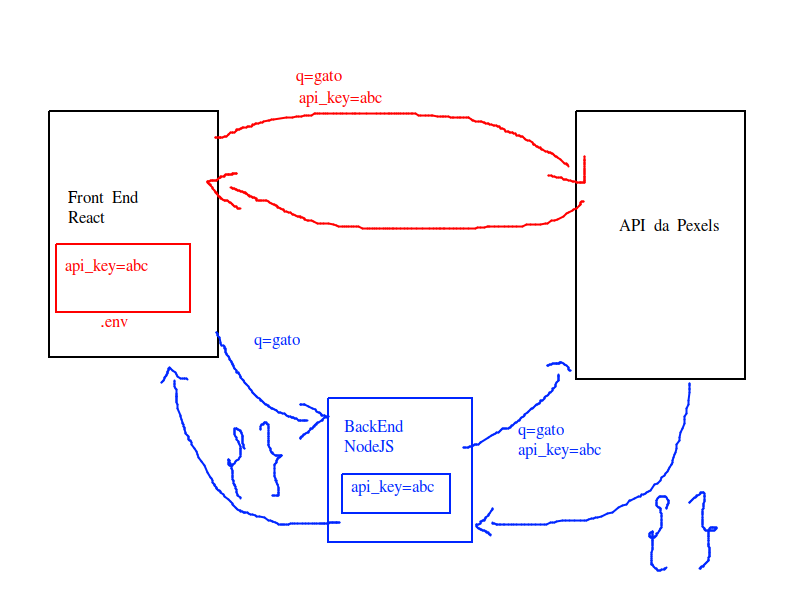 q=gato
api_key=abc
Front End
React
API da Pexels
api_key=abc
.env
q=gato
BackEnd
NodeJS
q=gato
api_key=abc
api_key=abc
{ }
{ }